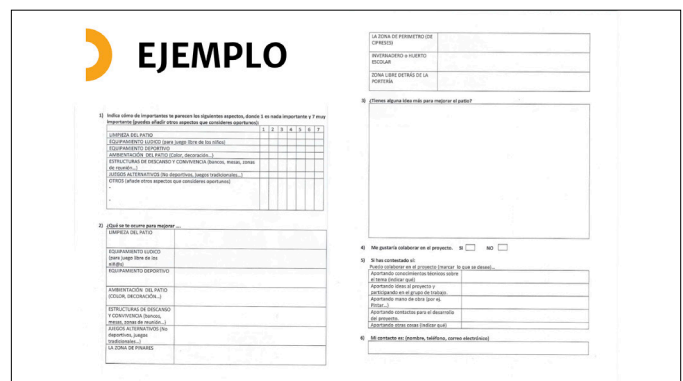 EJEMPLO
1) Indica cómo de importantes te parecen los siguientes aspectos, donde 1 es nada importante y 7 muy
importante (puedes añadir otros aspectos que consideres oportunos)
1 2 3 4 5 6 7
LIMPIEZA DEL PATIO
EQUIPAMIENTO LUDICO (para juego libre de los niños)
EQUIPAMIENTO DEPORTIVO
AMBIENTACIÓN DEL PATIO (Color, decoración...)
ESTRUCTURAS DE DESCANSO Y CONVIVENCIA (bancos, mesas, zonas
de reunión...)
JUEGOS ALTERNATIVOS (No deportivos, juegos tradicionales...)
OTROS (añade otros aspectos que consideres oportunos)
-
-
2) ¿Qué se te ocurre para mejorar ...
LIMPIEZA DEL PATIO
EQUIPAMIENTO LUDICO
(para juego libre de los
niñ@s)
EQUIPAMIENTO DEPORTIVO
AMBIENTACIÓN DEL PATIO
(COLOR, DECORACIÓN...)
ESTRUCTURAS DE DESCANSO
Y CONVIVENCIA (bancos,
mesas, zonas de reunión...)
JUEGOS ALTERNATIVOS (No
deportivos, juegos
tradicionales...)
LA ZONA DE PINARES
LA ZONA DE PERIMETRO (DE
CIPRESES)
INVERNADERO o HUERTO
ESCOLAR
ZONA LIBRE DETRÁS DE LA
PORTERÍA
3) ¿Tienes alguna idea más para mejorar el patio?
4) Me gustaría colaborar en el proyecto. SI NO
5) Si has contestado sí:
Puedo colaborar en el proyecto (marcar lo que se desee)...
Aportando conocimientos técnicos sobre
el tema (indicar qué)
Aportando ideas al proyecto y
participando en el grupo de trabajo.
Aportando mano de obra (por ej.
Pintar...)
Aportando contactos para el desarrollo
del proyecto.
Aportando otras cosas (indicar qué)
6) Mi contacto es: (nombre, teléfono, correo electrónico)